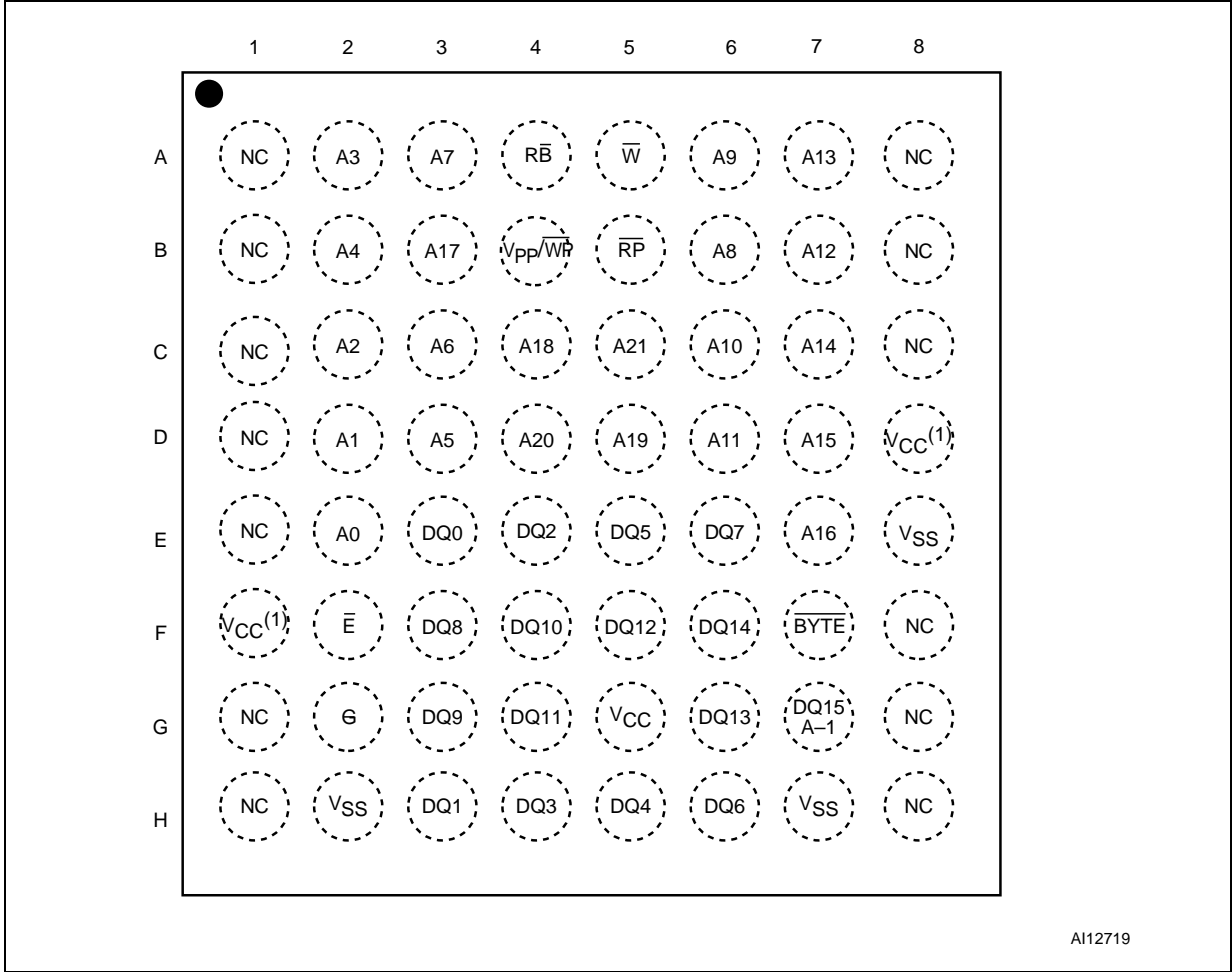 1 2 3 4 5 6 7 8
A NC A3 A7 RB̅ W̅ A9 A13 NC
B NC A4 A17 VPP/W̅P̅ R̅P̅ A8 A12 NC
C NC A2 A6 A18 A21 A10 A14 NC
D NC A1 A5 A20 A19 A11 A15 VCC(1)
E NC A0 DQ0 DQ2 DQ5 DQ7 A16 VSS
F VCC(1) E̅ DQ8 DQ10 DQ12 DQ14 B̅Y̅T̅E̅ NC
G NC G̅ DQ9 DQ11 VCC DQ13 DQ15 A–1 NC
H NC VSS DQ1 DQ3 DQ4 DQ6 VSS NC
AI12719